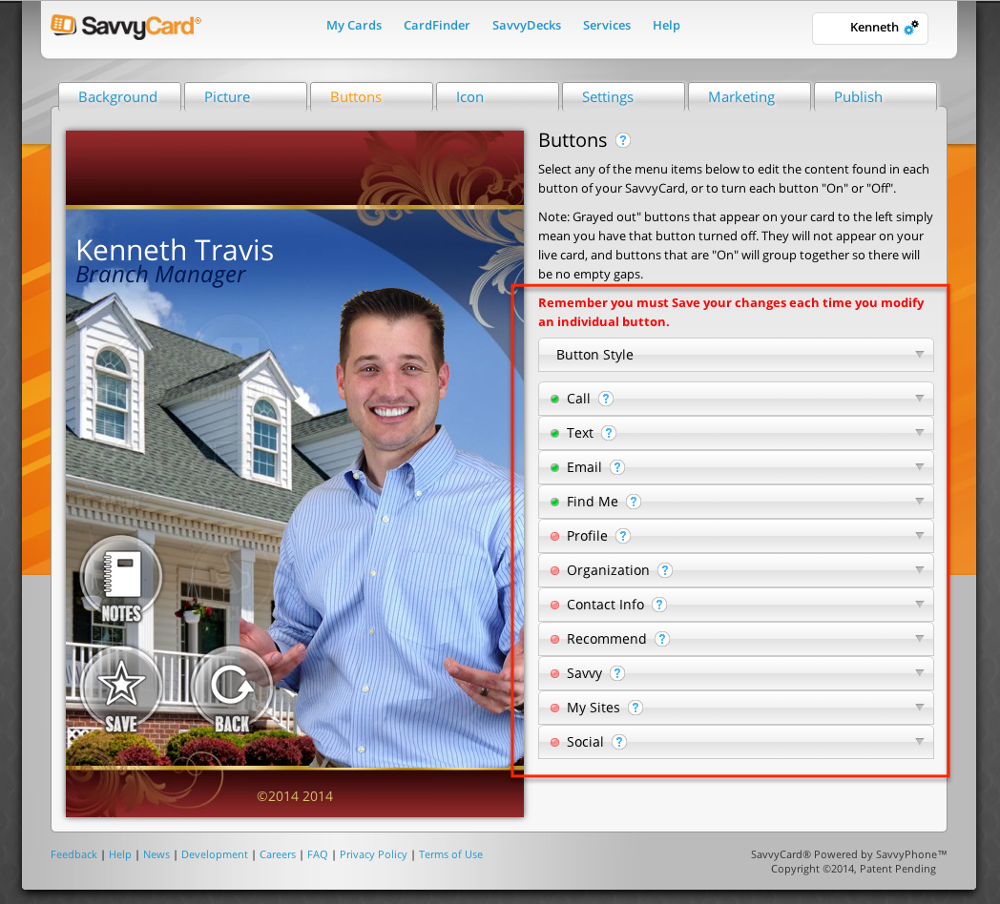 SavvyCard®
My Cards CardFinder SavvyDecks Services Help
Kenneth
Background Picture Buttons Icon Settings Marketing Publish
Kenneth Travis
Branch Manager
NOTES
SAVE BACK
©2014 2014
Buttons ?
Select any of the menu items below to edit the content found in each
button of your SavvyCard, or to turn each button "On" or "Off".
Note: Grayed out" buttons that appear on your card to the left simply
mean you have that button turned off. They will not appear on your
live card, and buttons that are "On" will group together so there will
be no empty gaps.
Remember you must Save your changes each time you modify
an individual button.
Button Style
Call ?
Text ?
Email ?
Find Me ?
Profile ?
Organization ?
Contact Info ?
Recommend ?
Savvy ?
My Sites ?
Social ?
Feedback | Help | News | Development | Careers | FAQ | Privacy Policy | Terms of Use
SavvyCard® Powered by SavvyPhone™
Copyright ©2014, Patent Pending